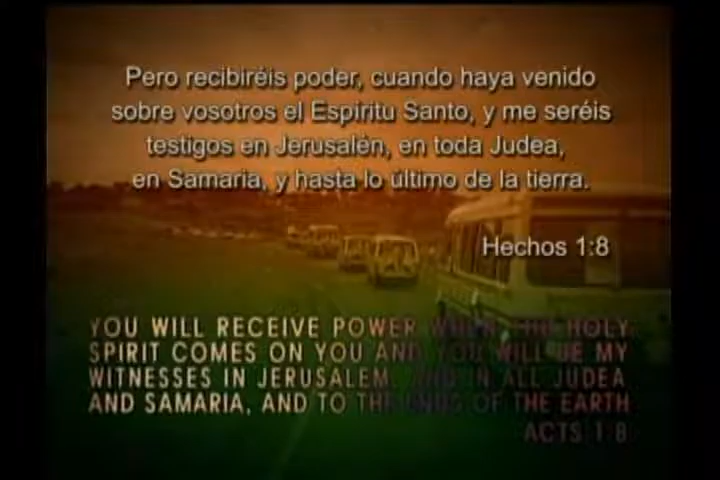 Pero recibiréis poder, cuando haya venido
sobre vosotros el Espíritu Santo, y me seréis
testigos en Jerusalén, en toda Judea,
en Samaria, y hasta lo último de la tierra.
Hechos 1:8
YOU WILL RECEIVE POWER WHEN THE HOLY
SPIRIT COMES ON YOU AND YOU WILL BE MY
WITNESSES IN JERUSALEM, AND IN ALL JUDEA
AND SAMARIA, AND TO THE ENDS OF THE EARTH
ACTS 1:8